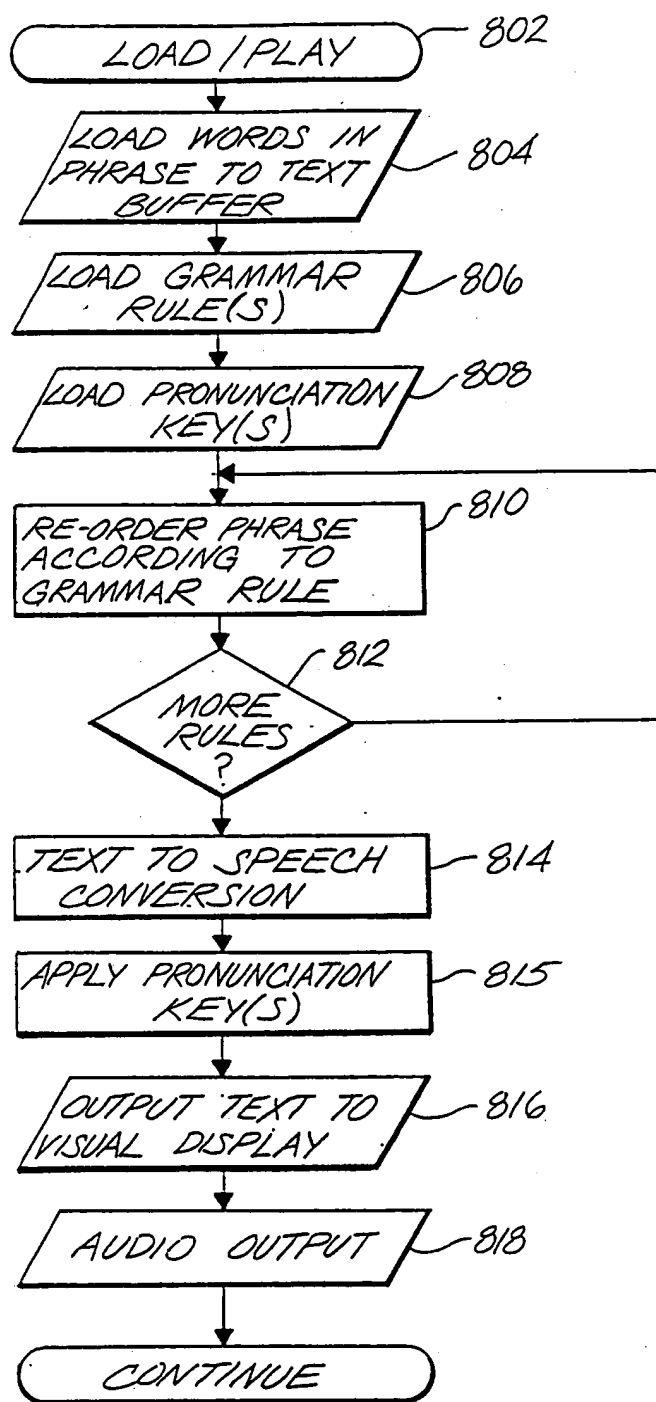 LOAD / PLAY
802
LOAD WORDS IN
PHRASE TO TEXT
BUFFER
804
LOAD GRAMMAR
RULE(S)
806
LOAD PRONUNCIATION
KEY(S)
808
RE-ORDER PHRASE
ACCORDING TO
GRAMMAR RULE
810
MORE
RULES
?
812
TEXT TO SPEECH
CONVERSION
814
APPLY PRONUNCIATION
KEY(S)
815
OUTPUT TEXT TO
VISUAL DISPLAY
816
AUDIO OUTPUT
818
CONTINUE